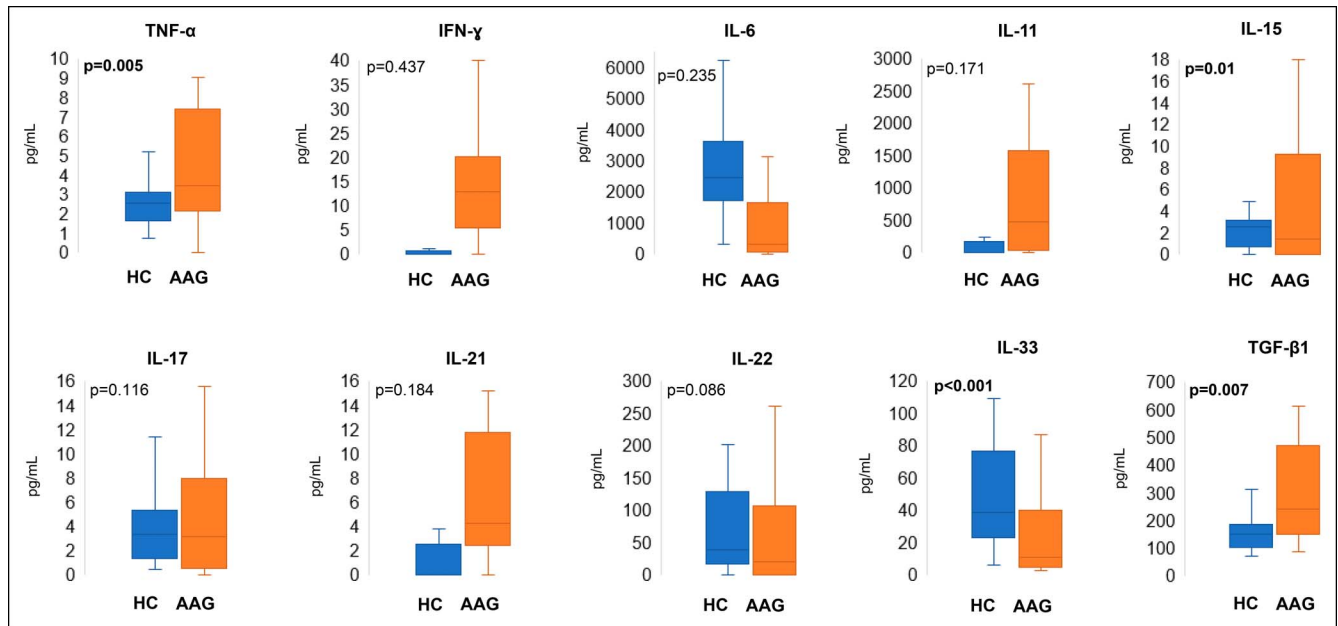 TNF-α
p=0.005
10
9
8
7
6
5
4
3
2
1
0
pg/mL
HC AAG
IFN-ɣ
p=0.437
40
35
30
25
20
15
10
5
0
pg/mL
HC AAG
IL-6
p=0.235
6000
5000
4000
3000
2000
1000
0
pg/mL
HC AAG
IL-11
p=0.171
3000
2500
2000
1500
1000
500
0
pg/mL
HC AAG
IL-15
p=0.01
18
16
14
12
10
8
6
4
2
0
pg/mL
HC AAG
IL-17
p=0.116
16
14
12
10
8
6
4
2
0
pg/mL
HC AAG
IL-21
p=0.184
16
14
12
10
8
6
4
2
0
pg/mL
HC AAG
IL-22
p=0.086
300
250
200
150
100
50
0
pg/mL
HC AAG
IL-33
p<0.001
120
100
80
60
40
20
0
pg/mL
HC AAG
TGF-β1
p=0.007
700
600
500
400
300
200
100
0
pg/mL
HC AAG